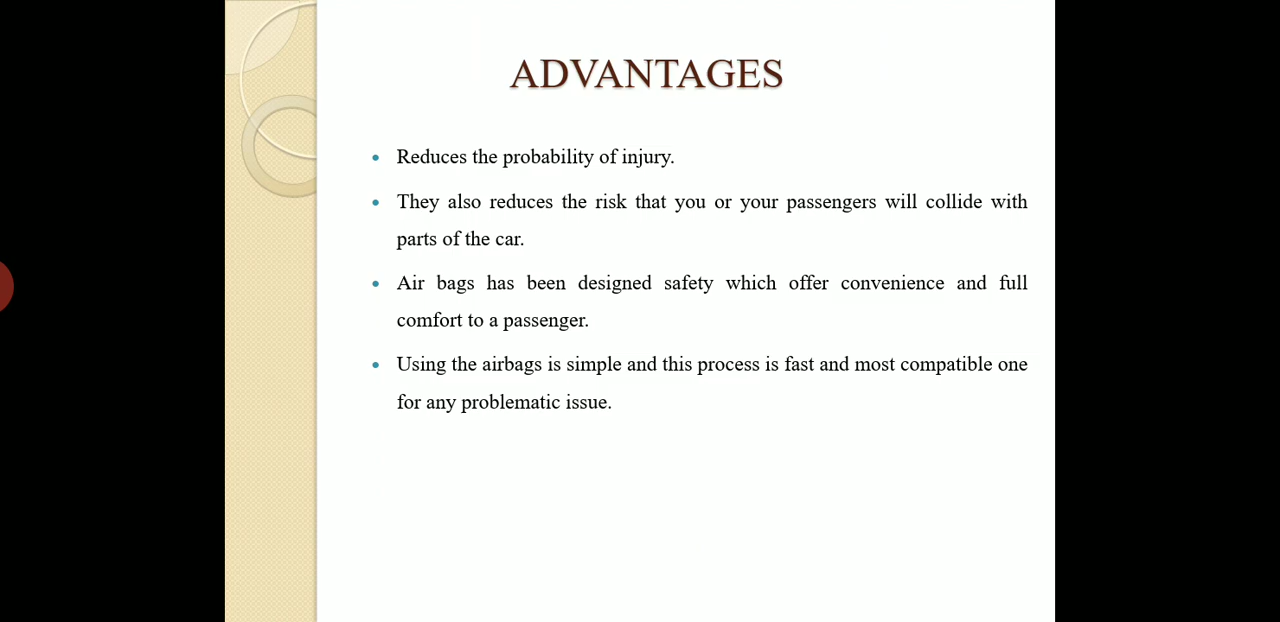 ADVANTAGES
Reduces the probability of injury.
They also reduces the risk that you or your passengers will collide with
parts of the car.
Air bags has been designed safety which offer convenience and full
comfort to a passenger.
Using the airbags is simple and this process is fast and most compatible one
for any problematic issue.